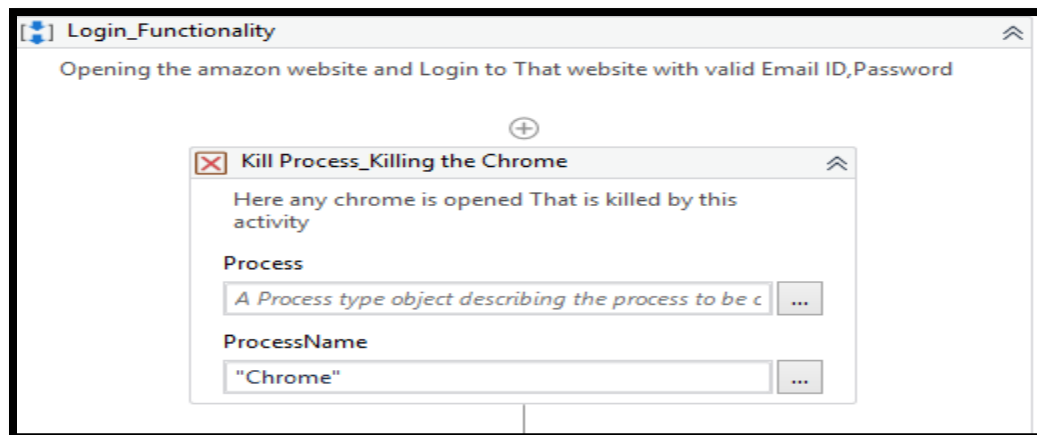 Login_Functionality
Opening the amazon website and Login to That website with valid Email ID,Password
Kill Process_Killing the Chrome
Here any chrome is opened That is killed by this
activity
Process
A Process type object describing the process to be c
...
ProcessName
"Chrome"
...